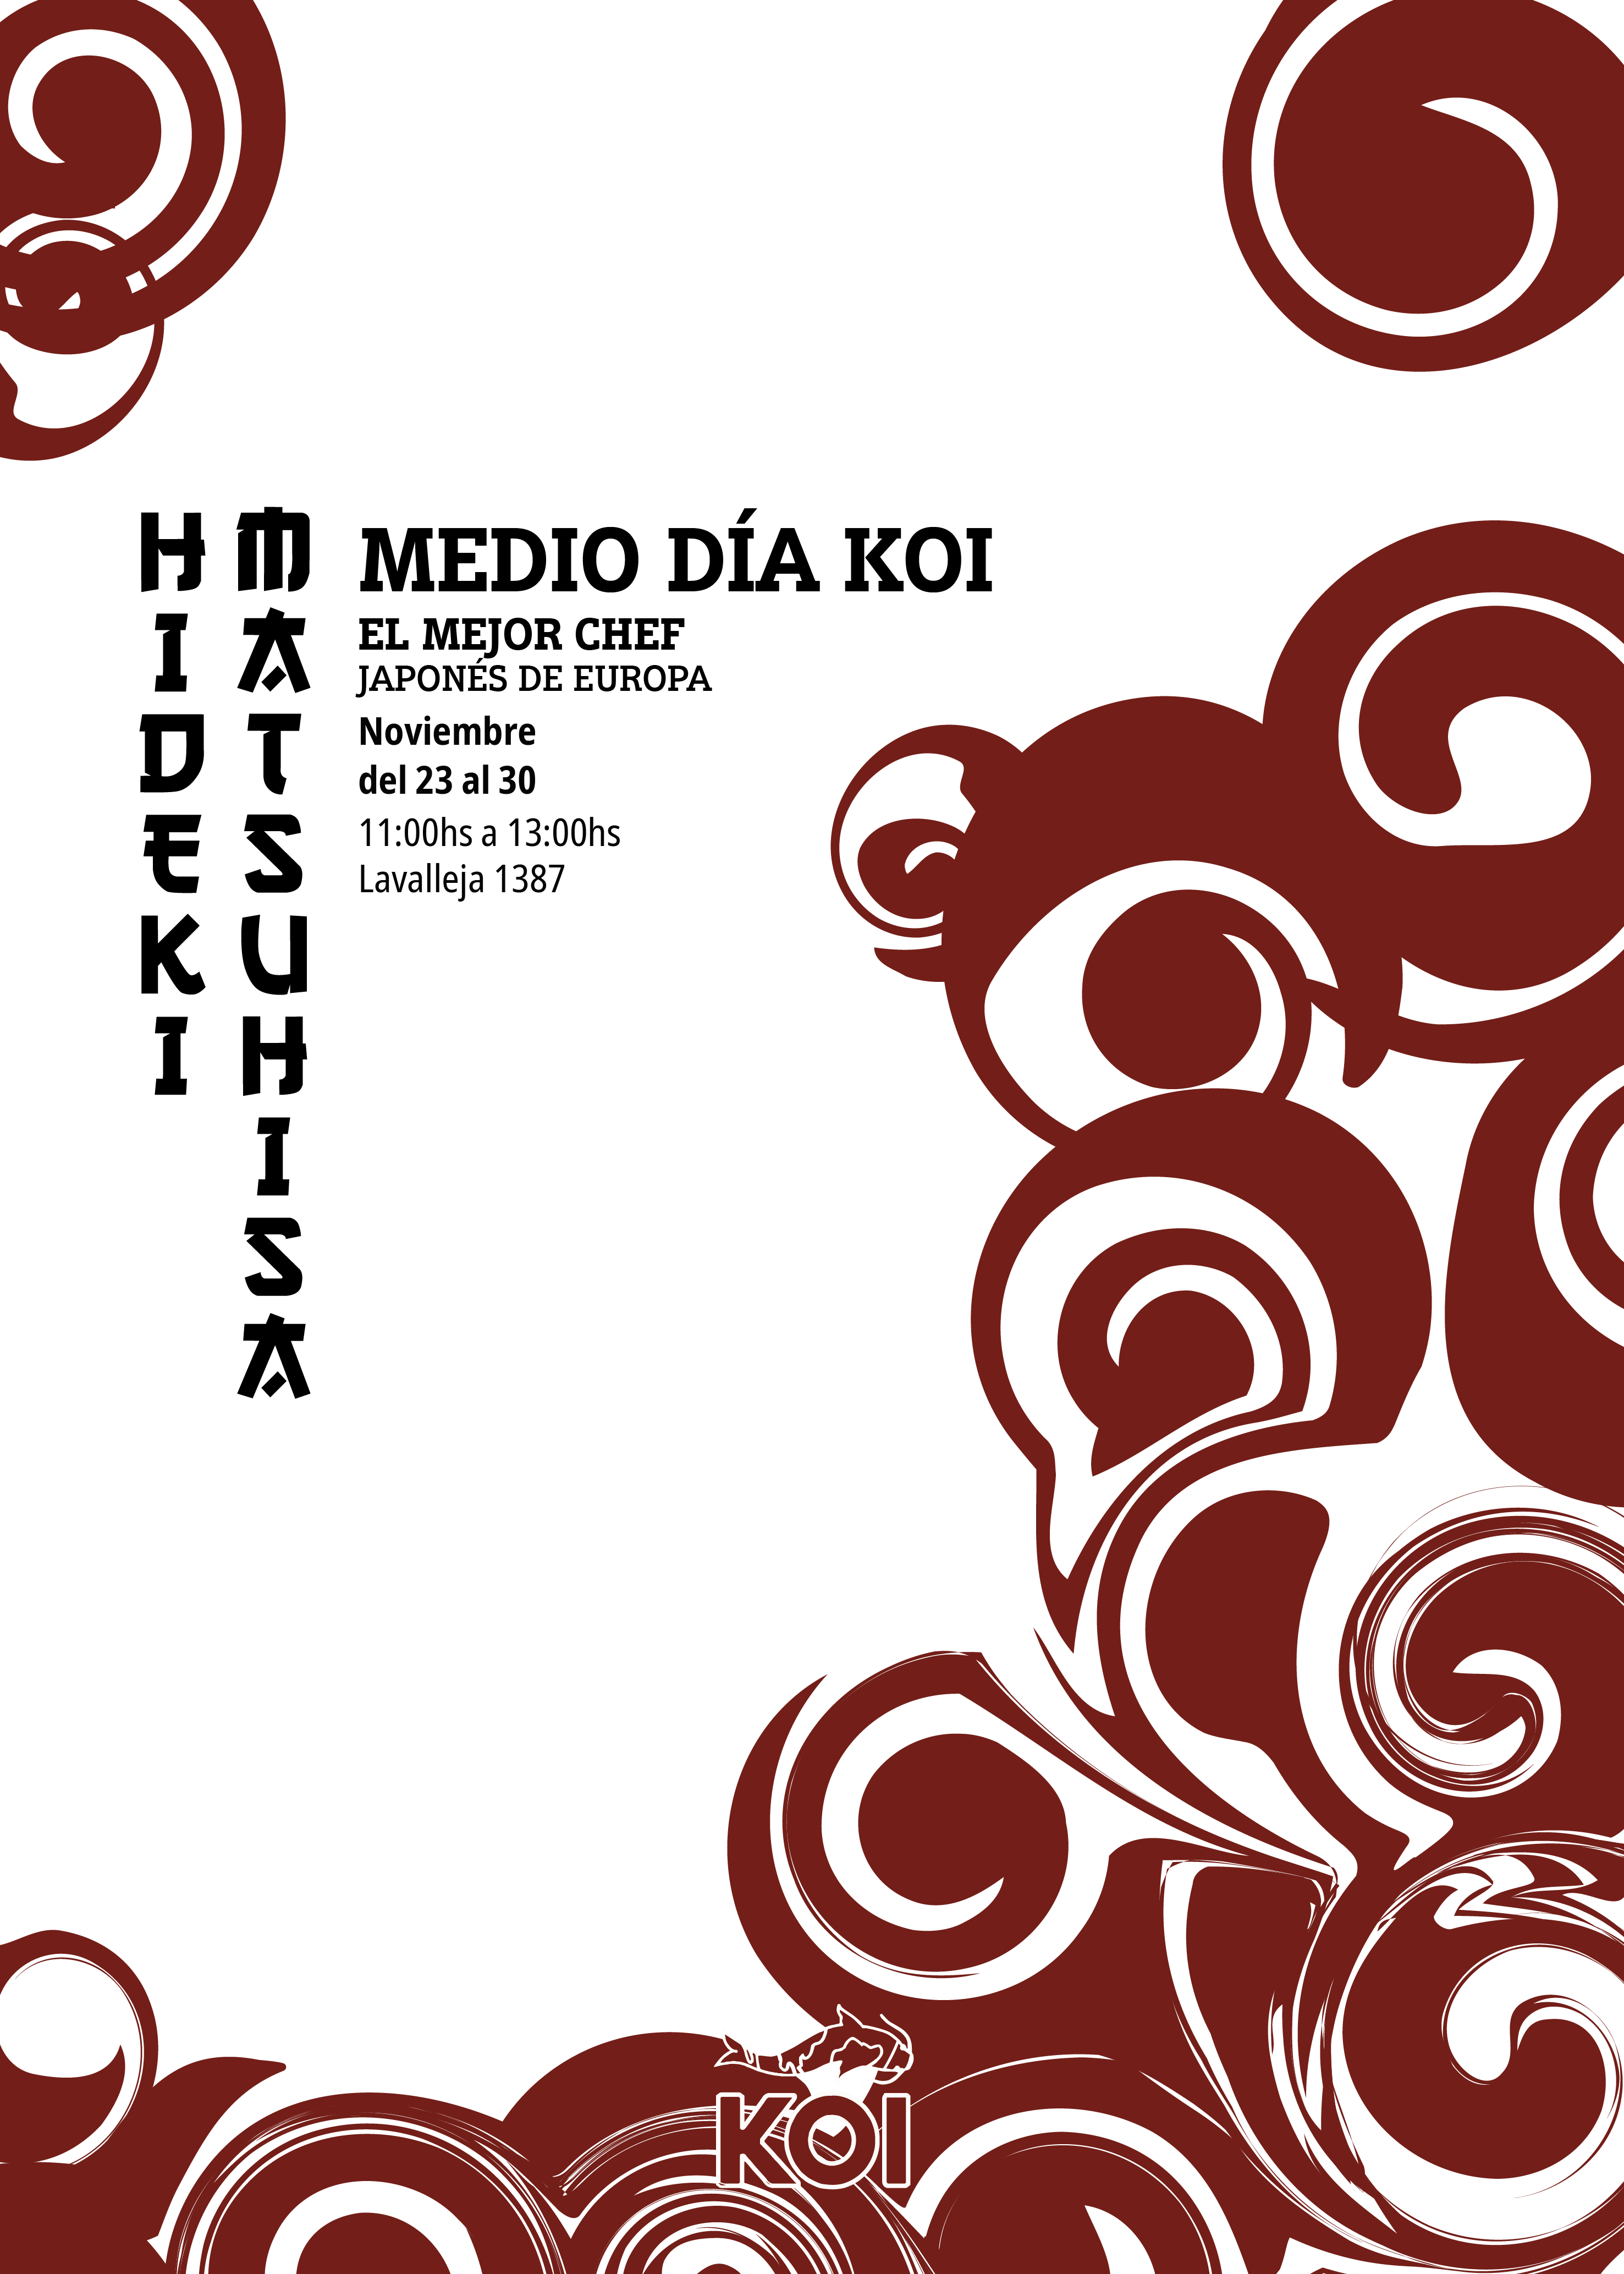 HIDEKI
MATSUHISA
MEDIO DÍA KOI
EL MEJOR CHEF
JAPONÉS DE EUROPA
Noviembre
del 23 al 30
11:00hs a 13:00hs
Lavalleja 1387
KOI